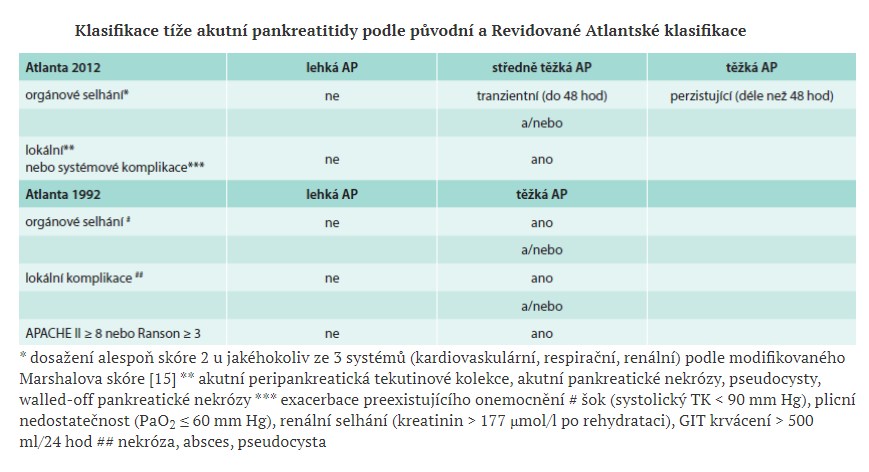 Klasifikace tíže akutní pankreatitidy podle původní a Revidované Atlantské klasifikace
Atlanta 2012 lehká AP středně těžká AP těžká AP
orgánové selhání* ne tranzientní (do 48 hod) perzistující (déle než 48 hod)
a/nebo
lokální**
nebo systémové komplikace*** ne ano
Atlanta 1992 lehká AP těžká AP
orgánové selhání # ne ano
a/nebo
lokální komplikace ## ne ano
a/nebo
APACHE II ≥ 8 nebo Ranson ≥ 3 ne ano
* dosažení alespoň skóre 2 u jakéhokoliv ze 3 systémů (kardiovaskulární, respirační, renální) podle modifikovaného
Marshalova skóre [15] ** akutní peripankreatická tekutinové kolekce, akutní pankreatické nekrózy, pseudocysty,
walled-off pankreatické nekrózy *** exacerbace preexistujícího onemocnění # šok (systolický TK < 90 mm Hg), plicní
nedostatečnost (PaO₂ ≤ 60 mm Hg), renální selhání (kreatinin > 177 μmol/l po rehydrataci), GIT krvácení > 500
ml/24 hod ## nekróza, absces, pseudocysta